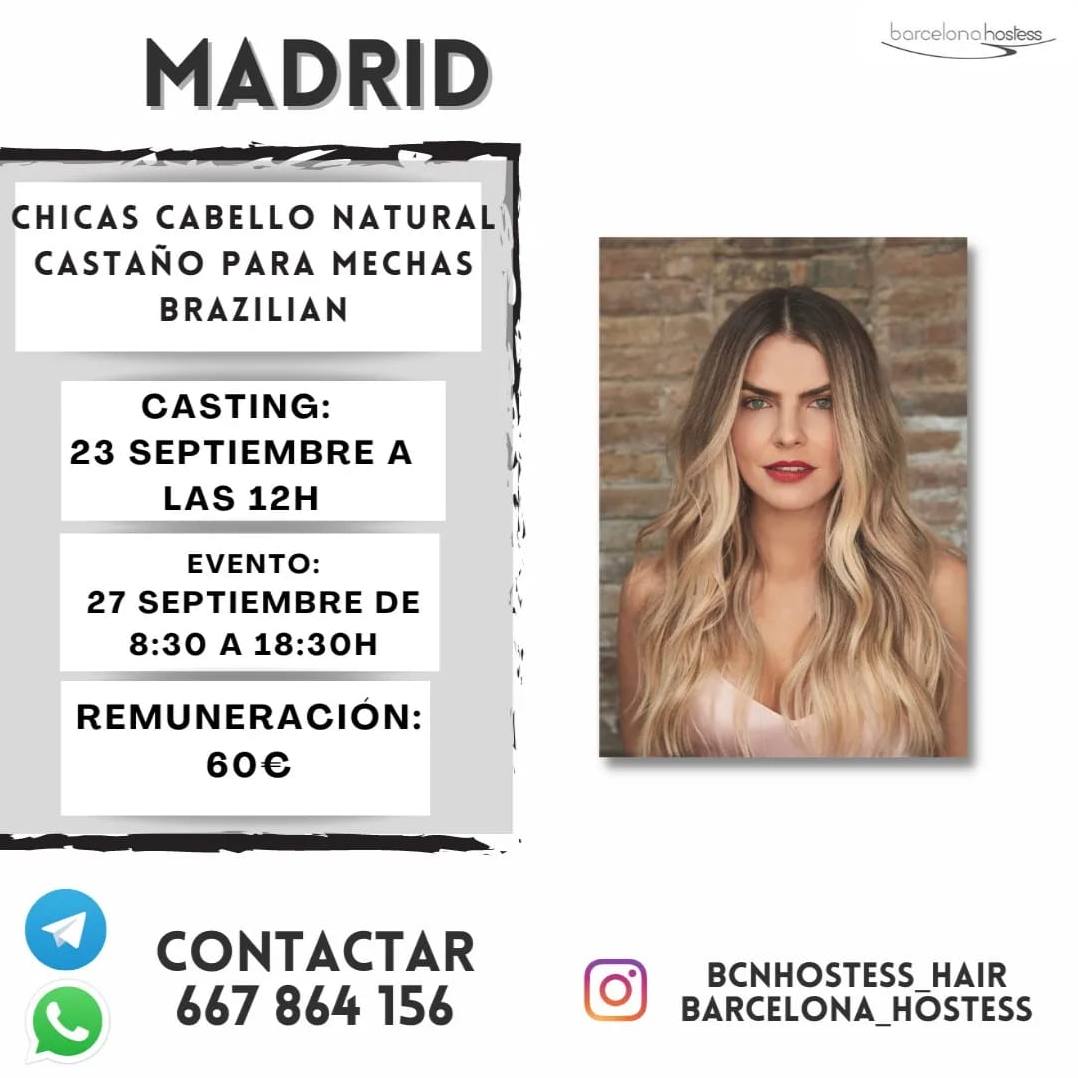 MADRID
barcelonahostess
CHICAS CABELLO NATURAL
CASTAÑO PARA MECHAS
BRAZILIAN
CASTING:
23 SEPTIEMBRE A
LAS 12H
EVENTO:
27 SEPTIEMBRE DE
8:30 A 18:30H
REMUNERACIÓN:
60€
CONTACTAR
667 864 156
BCNHOSTESS_HAIR
BARCELONA_HOSTESS